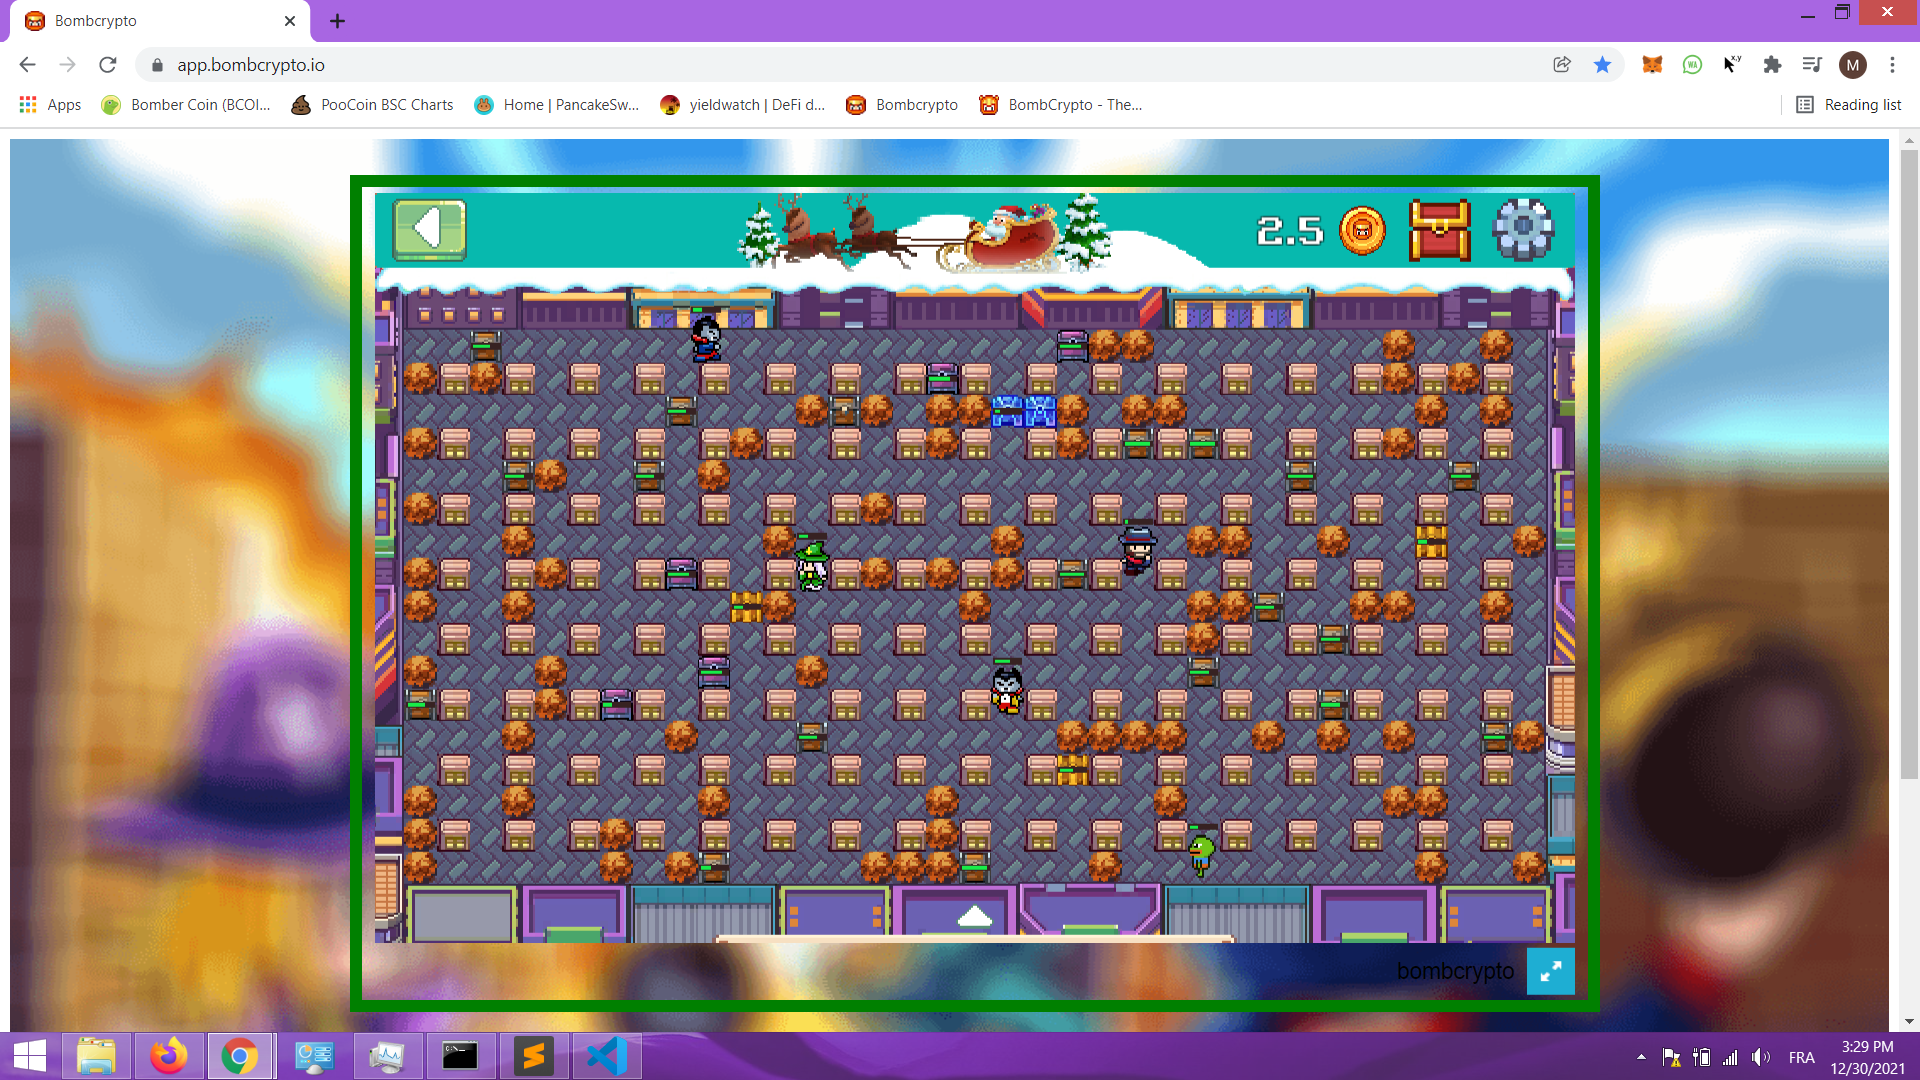 Bombcrypto
app.bombcrypto.io
M
Apps
Bomber Coin (BCOI...
PooCoin BSC Charts
Home | PancakeSw...
yieldwatch | DeFi d...
Bombcrypto
BombCrypto - The...
Reading list
2.5
bombcrypto
FRA
3:29 PM
12/30/2021